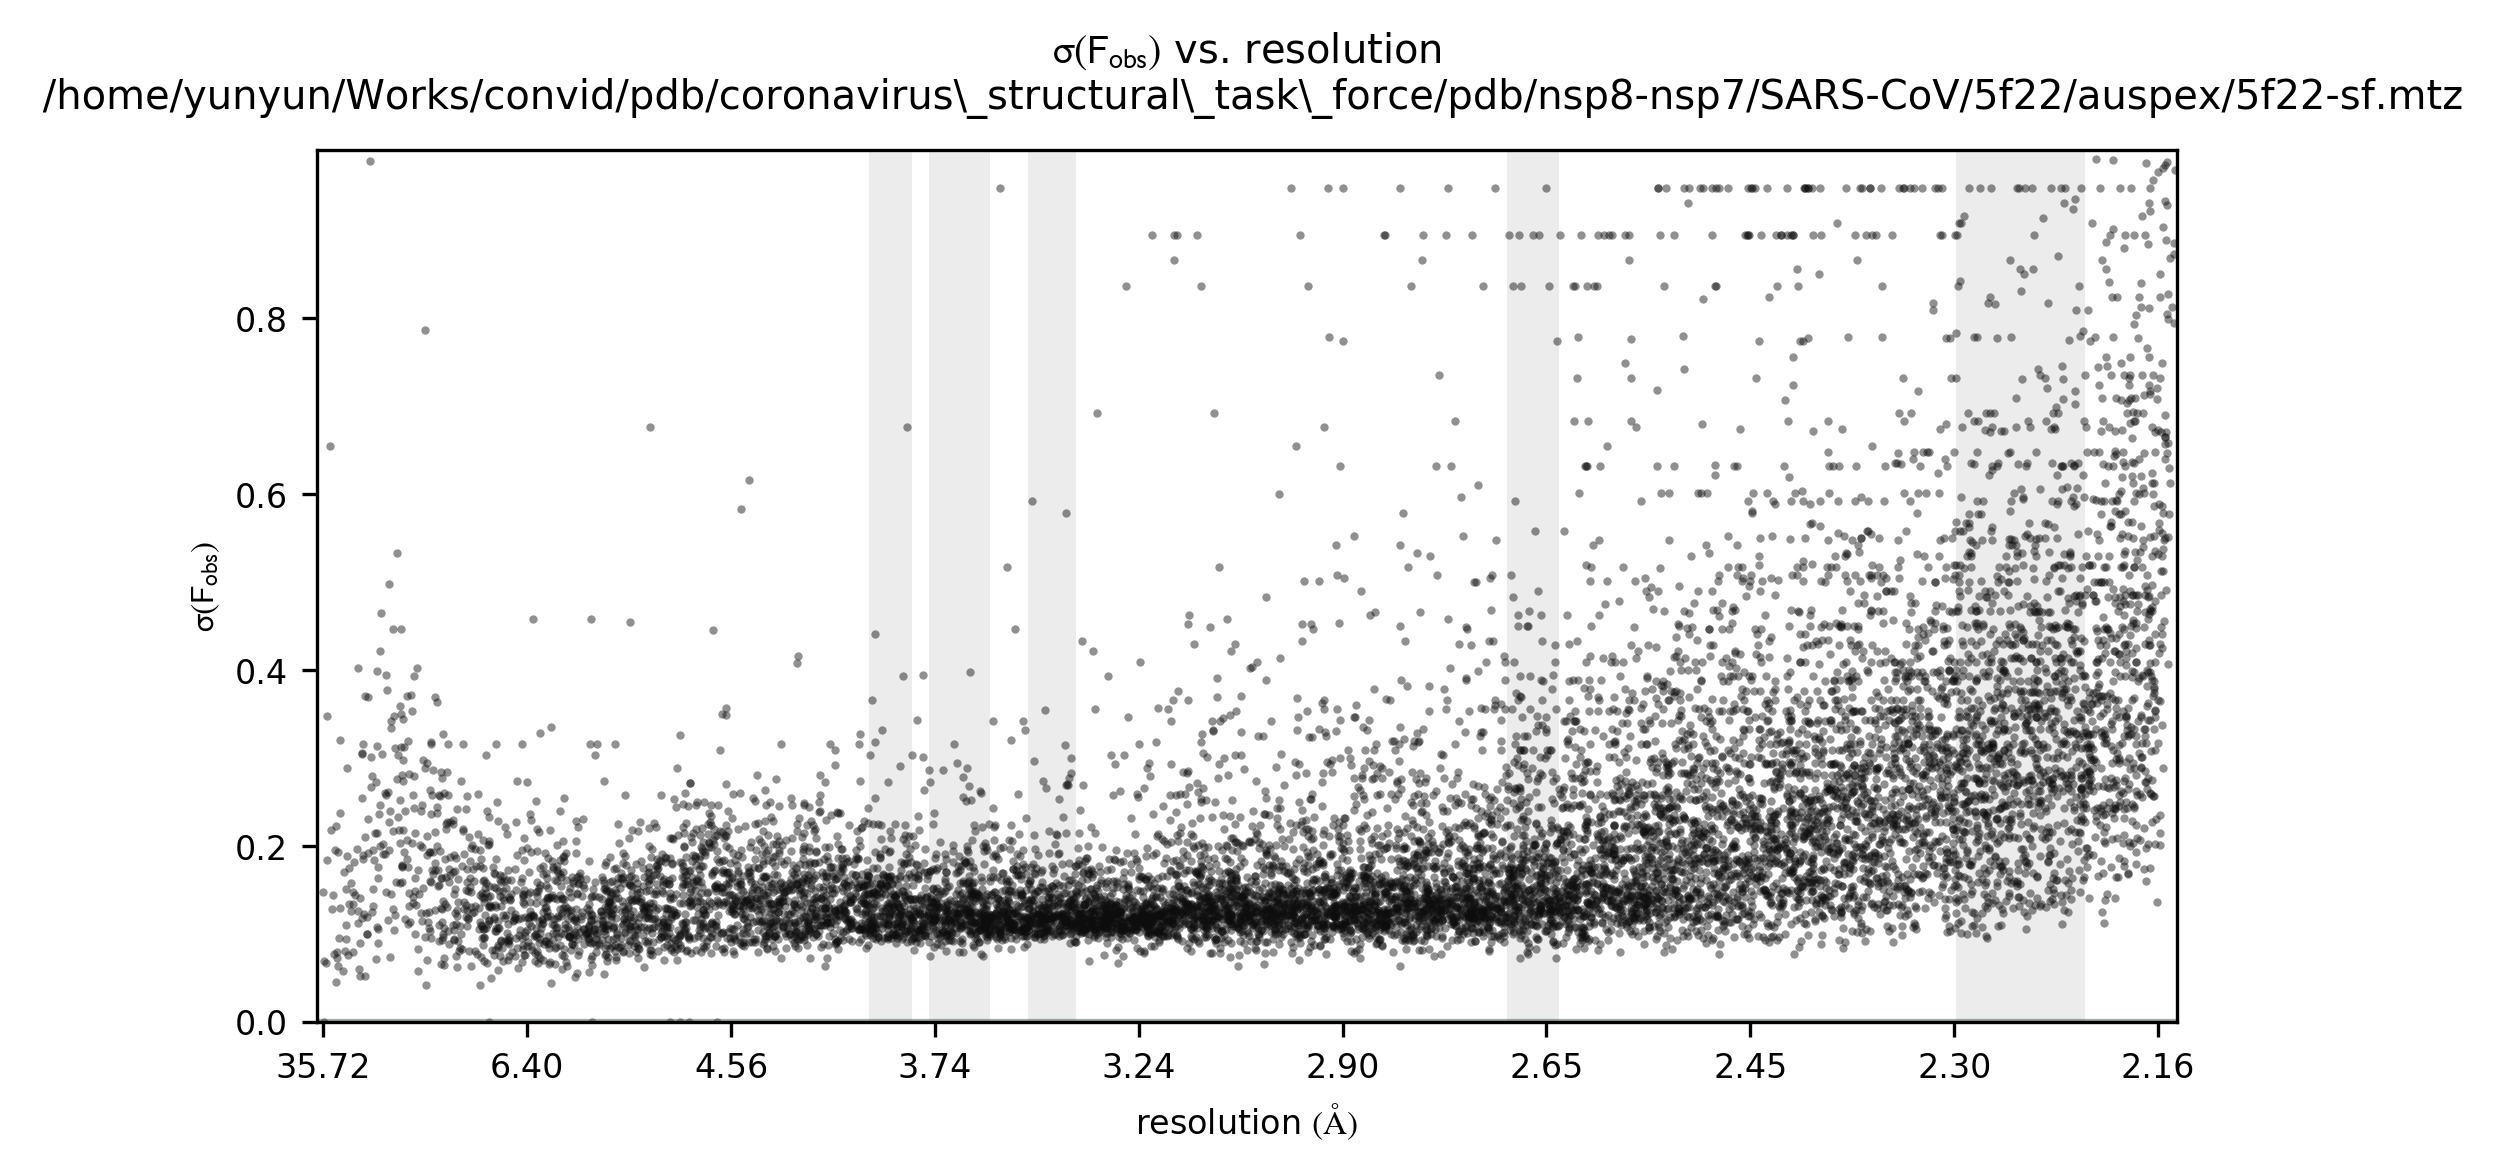 σ(Fobs) vs. resolution
/home/yunyun/Works/convid/pdb/coronavirus\_structural\_task\_force/pdb/nsp8-nsp7/SARS-CoV/5f22/auspex/5f22-sf.mtz
0.8
0.6
σ(Fobs)
0.4
0.2
0.0
35.72 6.40 4.56 3.74 3.24 2.90 2.65 2.45 2.30 2.16
resolution (Å)